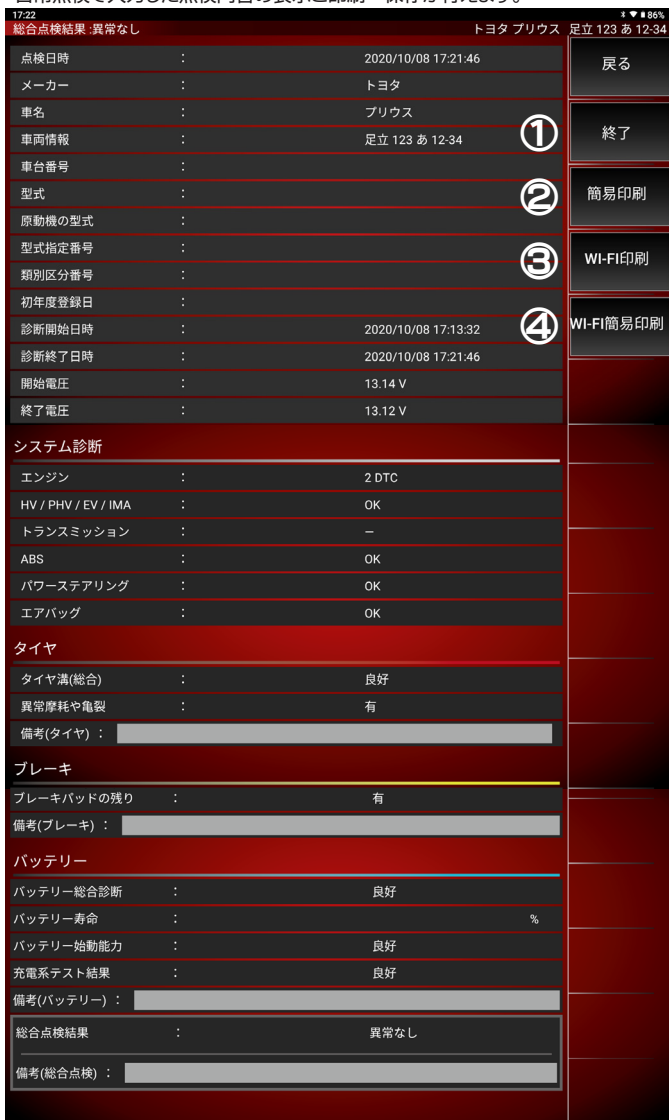 17:22 86%
総合点検結果 :異常なし トヨタ プリウス 足立 123 あ 12-34
点検日時 : 2020/10/08 17:21:46
戻る
メーカー : トヨタ
車名 : プリウス
車両情報 : 足立 123 あ 12-34
① 終了
車台番号 :
型式 :
② 簡易印刷
原動機の型式 :
型式指定番号 :
③ WI-FI印刷
類別区分番号 :
初年度登録日 :
診断開始日時 : 2020/10/08 17:13:32
④ WI-FI簡易印刷
診断終了日時 : 2020/10/08 17:21:46
開始電圧 : 13.14 V
終了電圧 : 13.12 V
システム診断
エンジン : 2 DTC
HV / PHV / EV / IMA : OK
トランスミッション : –
ABS : OK
パワーステアリング : OK
エアバッグ : OK
タイヤ
タイヤ溝(総合) : 良好
異常摩耗や亀裂 : 有
備考(タイヤ) :
ブレーキ
ブレーキパッドの残り : 有
備考(ブレーキ) :
バッテリー
バッテリー総合診断 : 良好
バッテリー寿命 : %
バッテリー始動能力 : 良好
充電系テスト結果 : 良好
備考(バッテリー) :
総合点検結果 : 異常なし
備考(総合点検) :